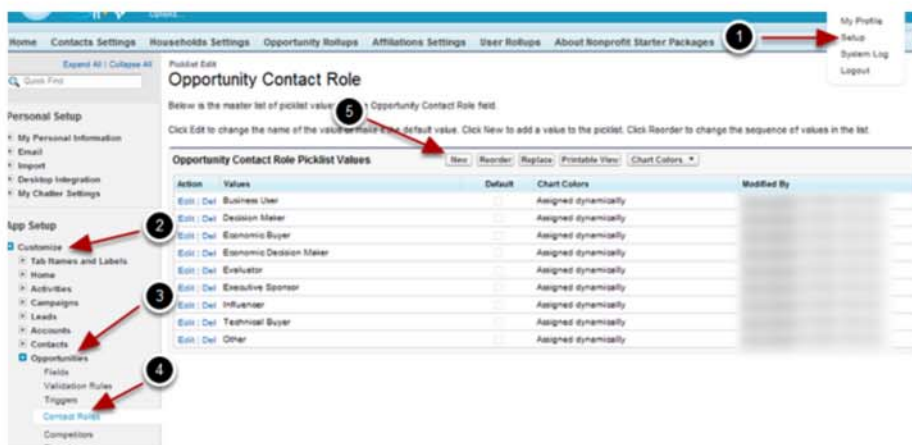 My Profile
Setup
System Log
Logout
1
Home Contacts Settings Households Settings Opportunity Rollups Affiliations Settings User Rollups About Nonprofit Starter Packages
Expand All | Collapse All
Quick Find
Personal Setup
My Personal Information
Email
Import
Desktop Integration
My Chatter Settings
App Setup
2
Customize
Tab Names and Labels
Home
Activities
Campaigns
3
Leads
Accounts
Contacts
Opportunities
Fields
4
Validation Rules
Triggers
Contact Roles
Competitors
Picklist Edit
Opportunity Contact Role
Below is the master list of picklist value Opportunity Contact Role field.
5
Click Edit to change the name of the value or make it the default value. Click New to add a value to the picklist. Click Reorder to change the sequence of values in the list
Opportunity Contact Role Picklist Values New Reorder Replace Printable View Chart Colors
Action Values Default Chart Colors Modified By
Edit | Del Business User Assigned dynamically
Edit | Del Decision Maker Assigned dynamically
Edit | Del Economic Buyer Assigned dynamically
Edit | Del Economic Decision Maker Assigned dynamically
Edit | Del Evaluator Assigned dynamically
Edit | Del Executive Sponsor Assigned dynamically
Edit | Del Influencer Assigned dynamically
Edit | Del Technical Buyer Assigned dynamically
Edit | Del Other Assigned dynamically